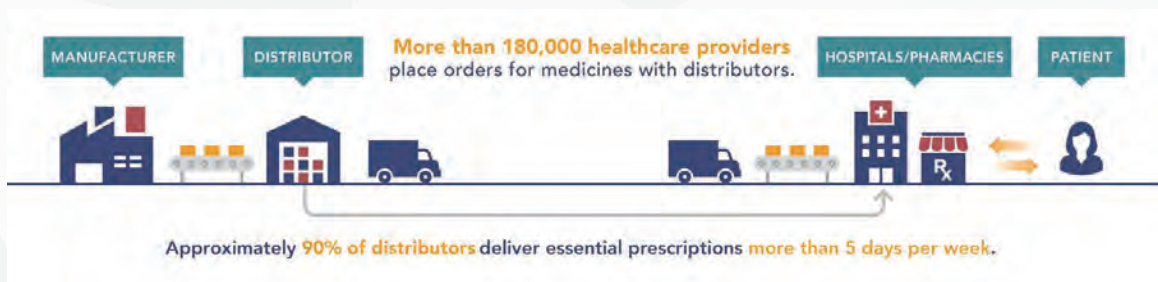 MANUFACTURER
DISTRIBUTOR
More than 180,000 healthcare providers
place orders for medicines with distributors.
HOSPITALS/PHARMACIES
PATIENT
Rx
Approximately 90% of distributors deliver essential prescriptions more than 5 days per week.